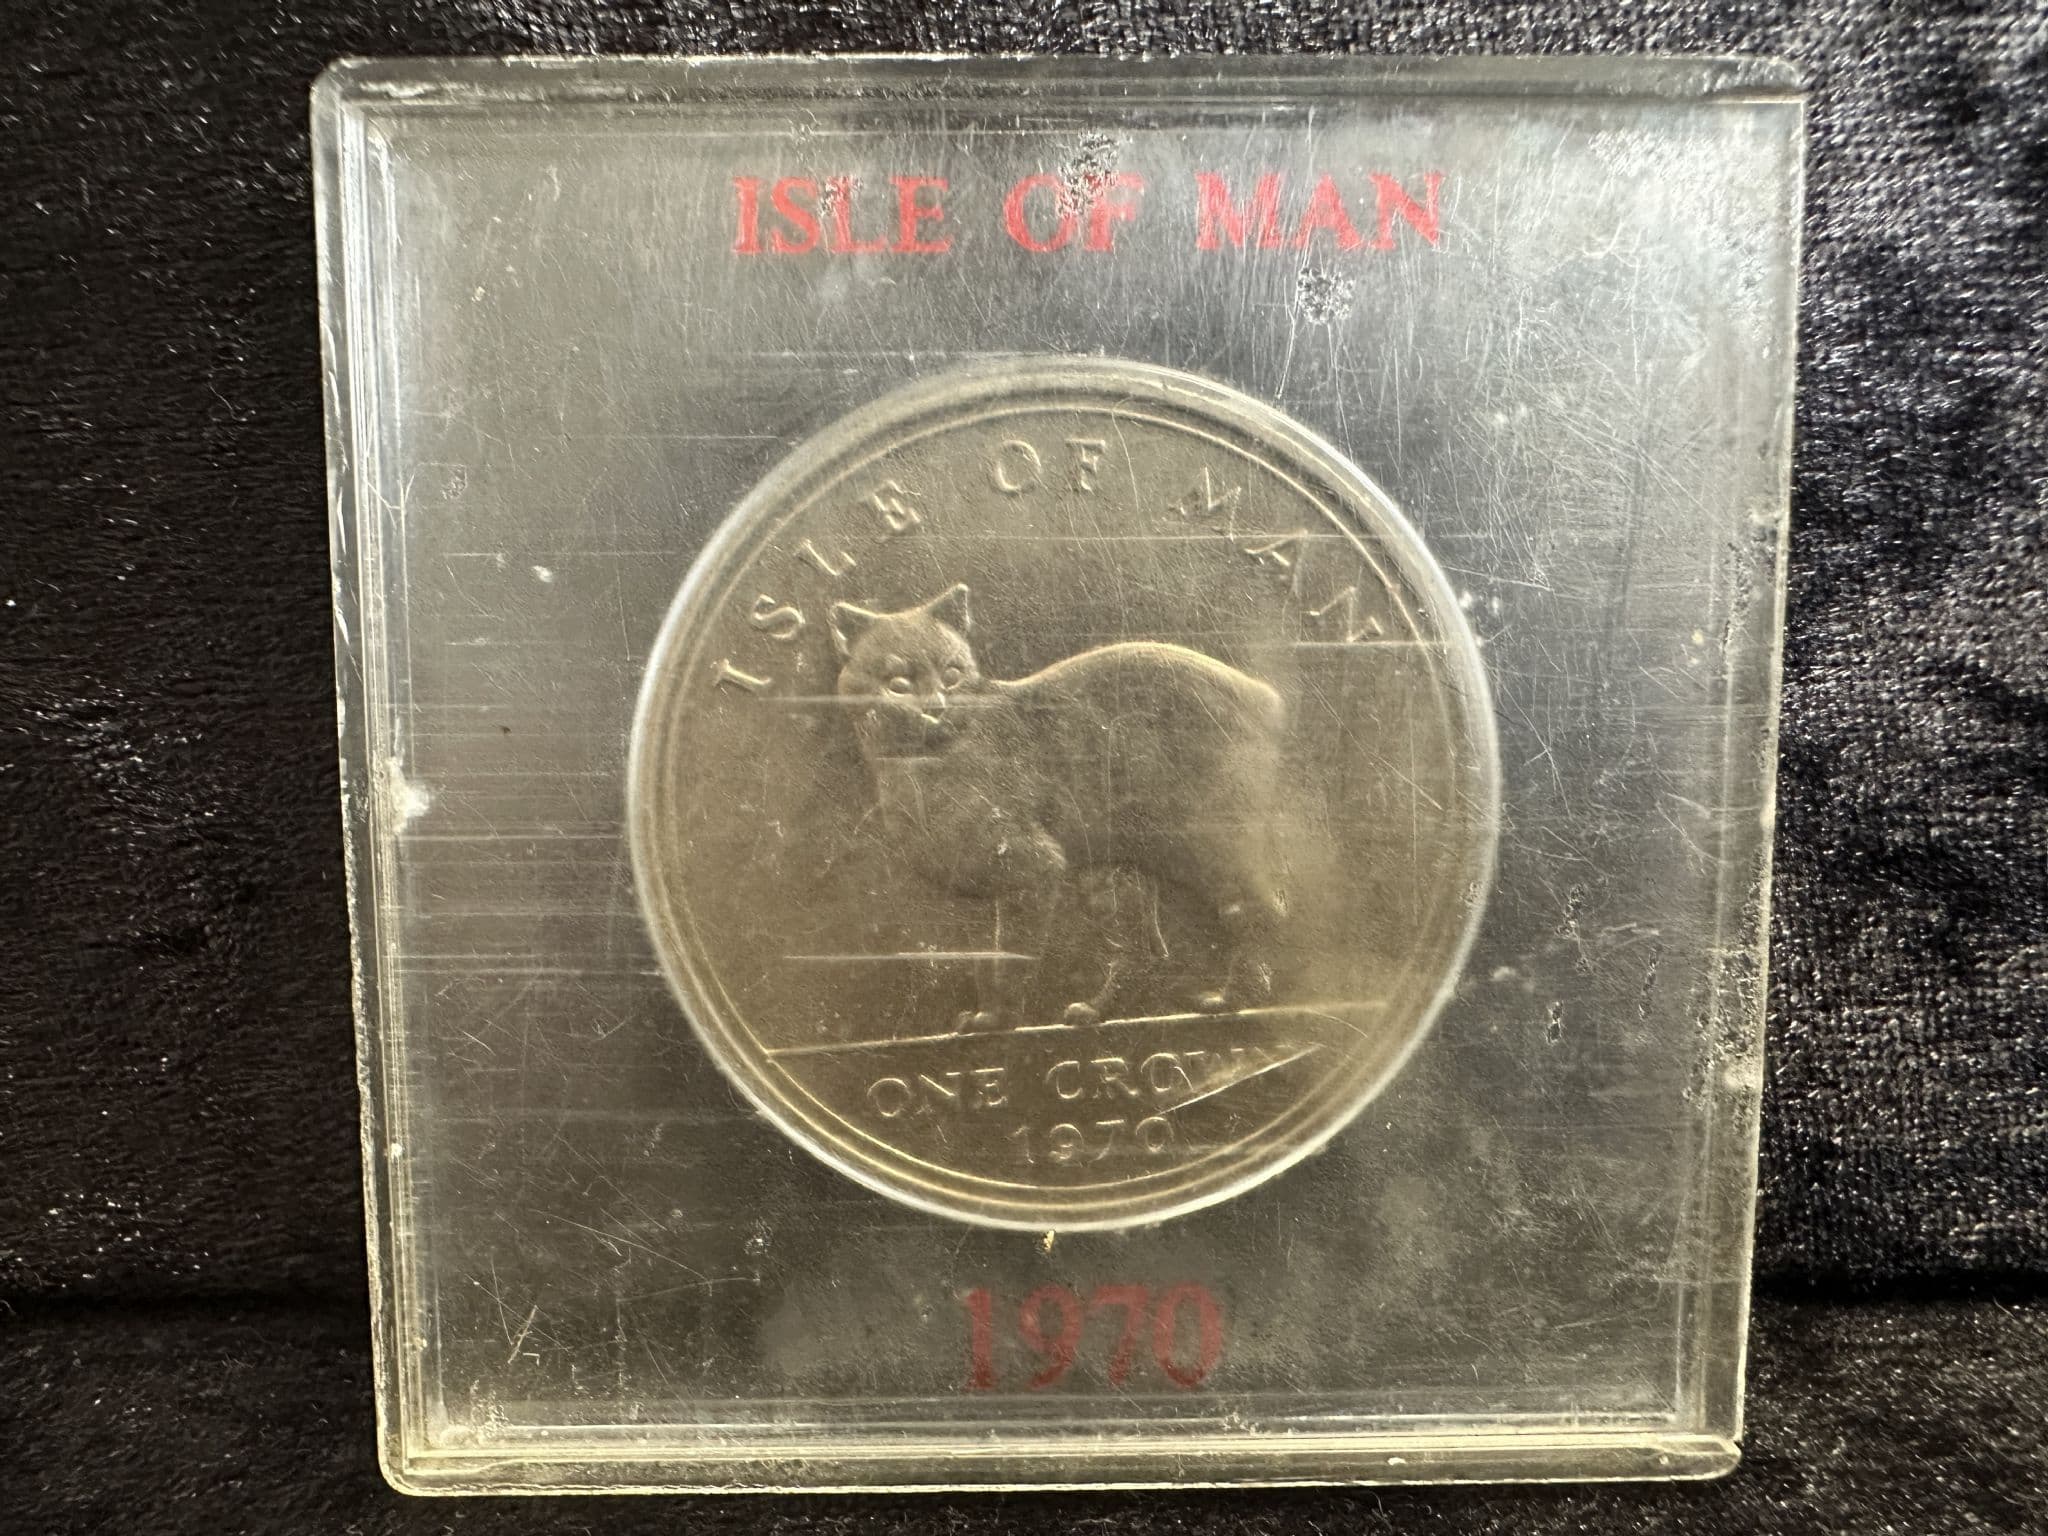 ISLE OF MAN
ISLE OF MAN
ONE CROWN
1970
1970